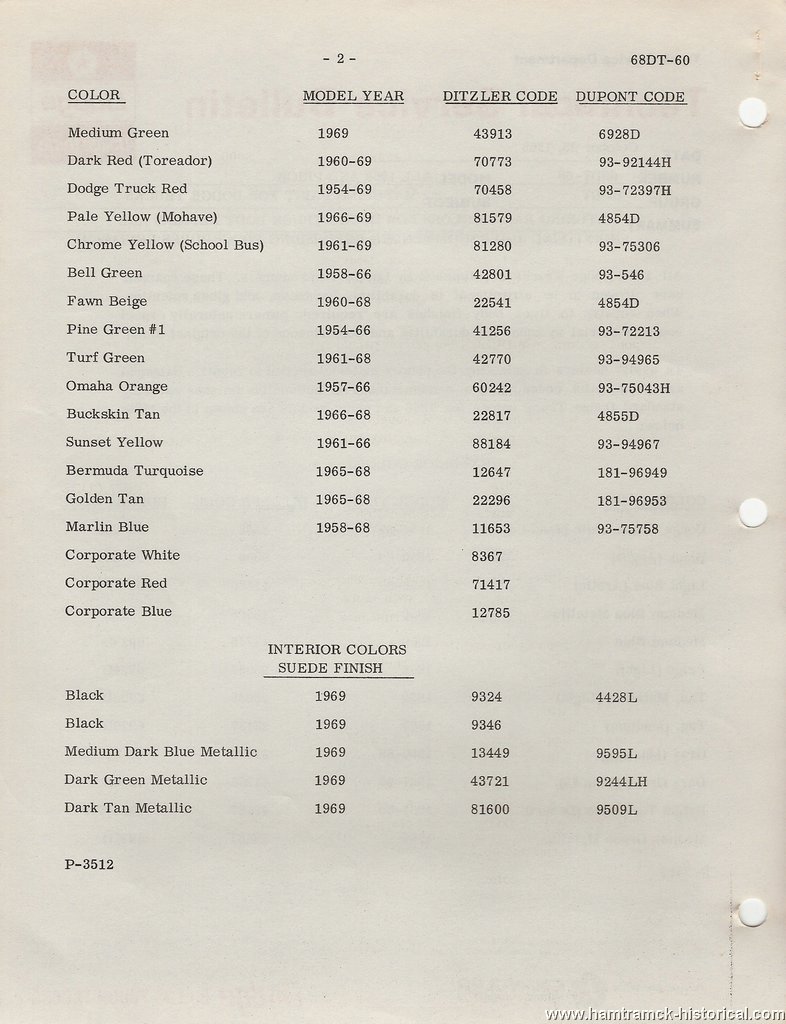 - 2 -
68DT-60
COLOR MODEL YEAR DITZLER CODE DUPONT CODE
Medium Green 1969 43913 6928D
Dark Red (Toreador) 1960-69 70773 93-92144H
Dodge Truck Red 1954-69 70458 93-72397H
Pale Yellow (Mohave) 1966-69 81579 4854D
Chrome Yellow (School Bus) 1961-69 81280 93-75306
Bell Green 1958-66 42801 93-546
Fawn Beige 1960-68 22541 4854D
Pine Green #1 1954-66 41256 93-72213
Turf Green 1961-68 42770 93-94965
Omaha Orange 1957-66 60242 93-75043H
Buckskin Tan 1966-68 22817 4855D
Sunset Yellow 1961-66 88184 93-94967
Bermuda Turquoise 1965-68 12647 181-96949
Golden Tan 1965-68 22296 181-96953
Marlin Blue 1958-68 11653 93-75758
Corporate White 8367
Corporate Red 71417
Corporate Blue 12785
INTERIOR COLORS
SUEDE FINISH
Black 1969 9324 4428L
Black 1969 9346
Medium Dark Blue Metallic 1969 13449 9595L
Dark Green Metallic 1969 43721 9244LH
Dark Tan Metallic 1969 81600 9509L
P-3512
www.hamtramck-historical.com